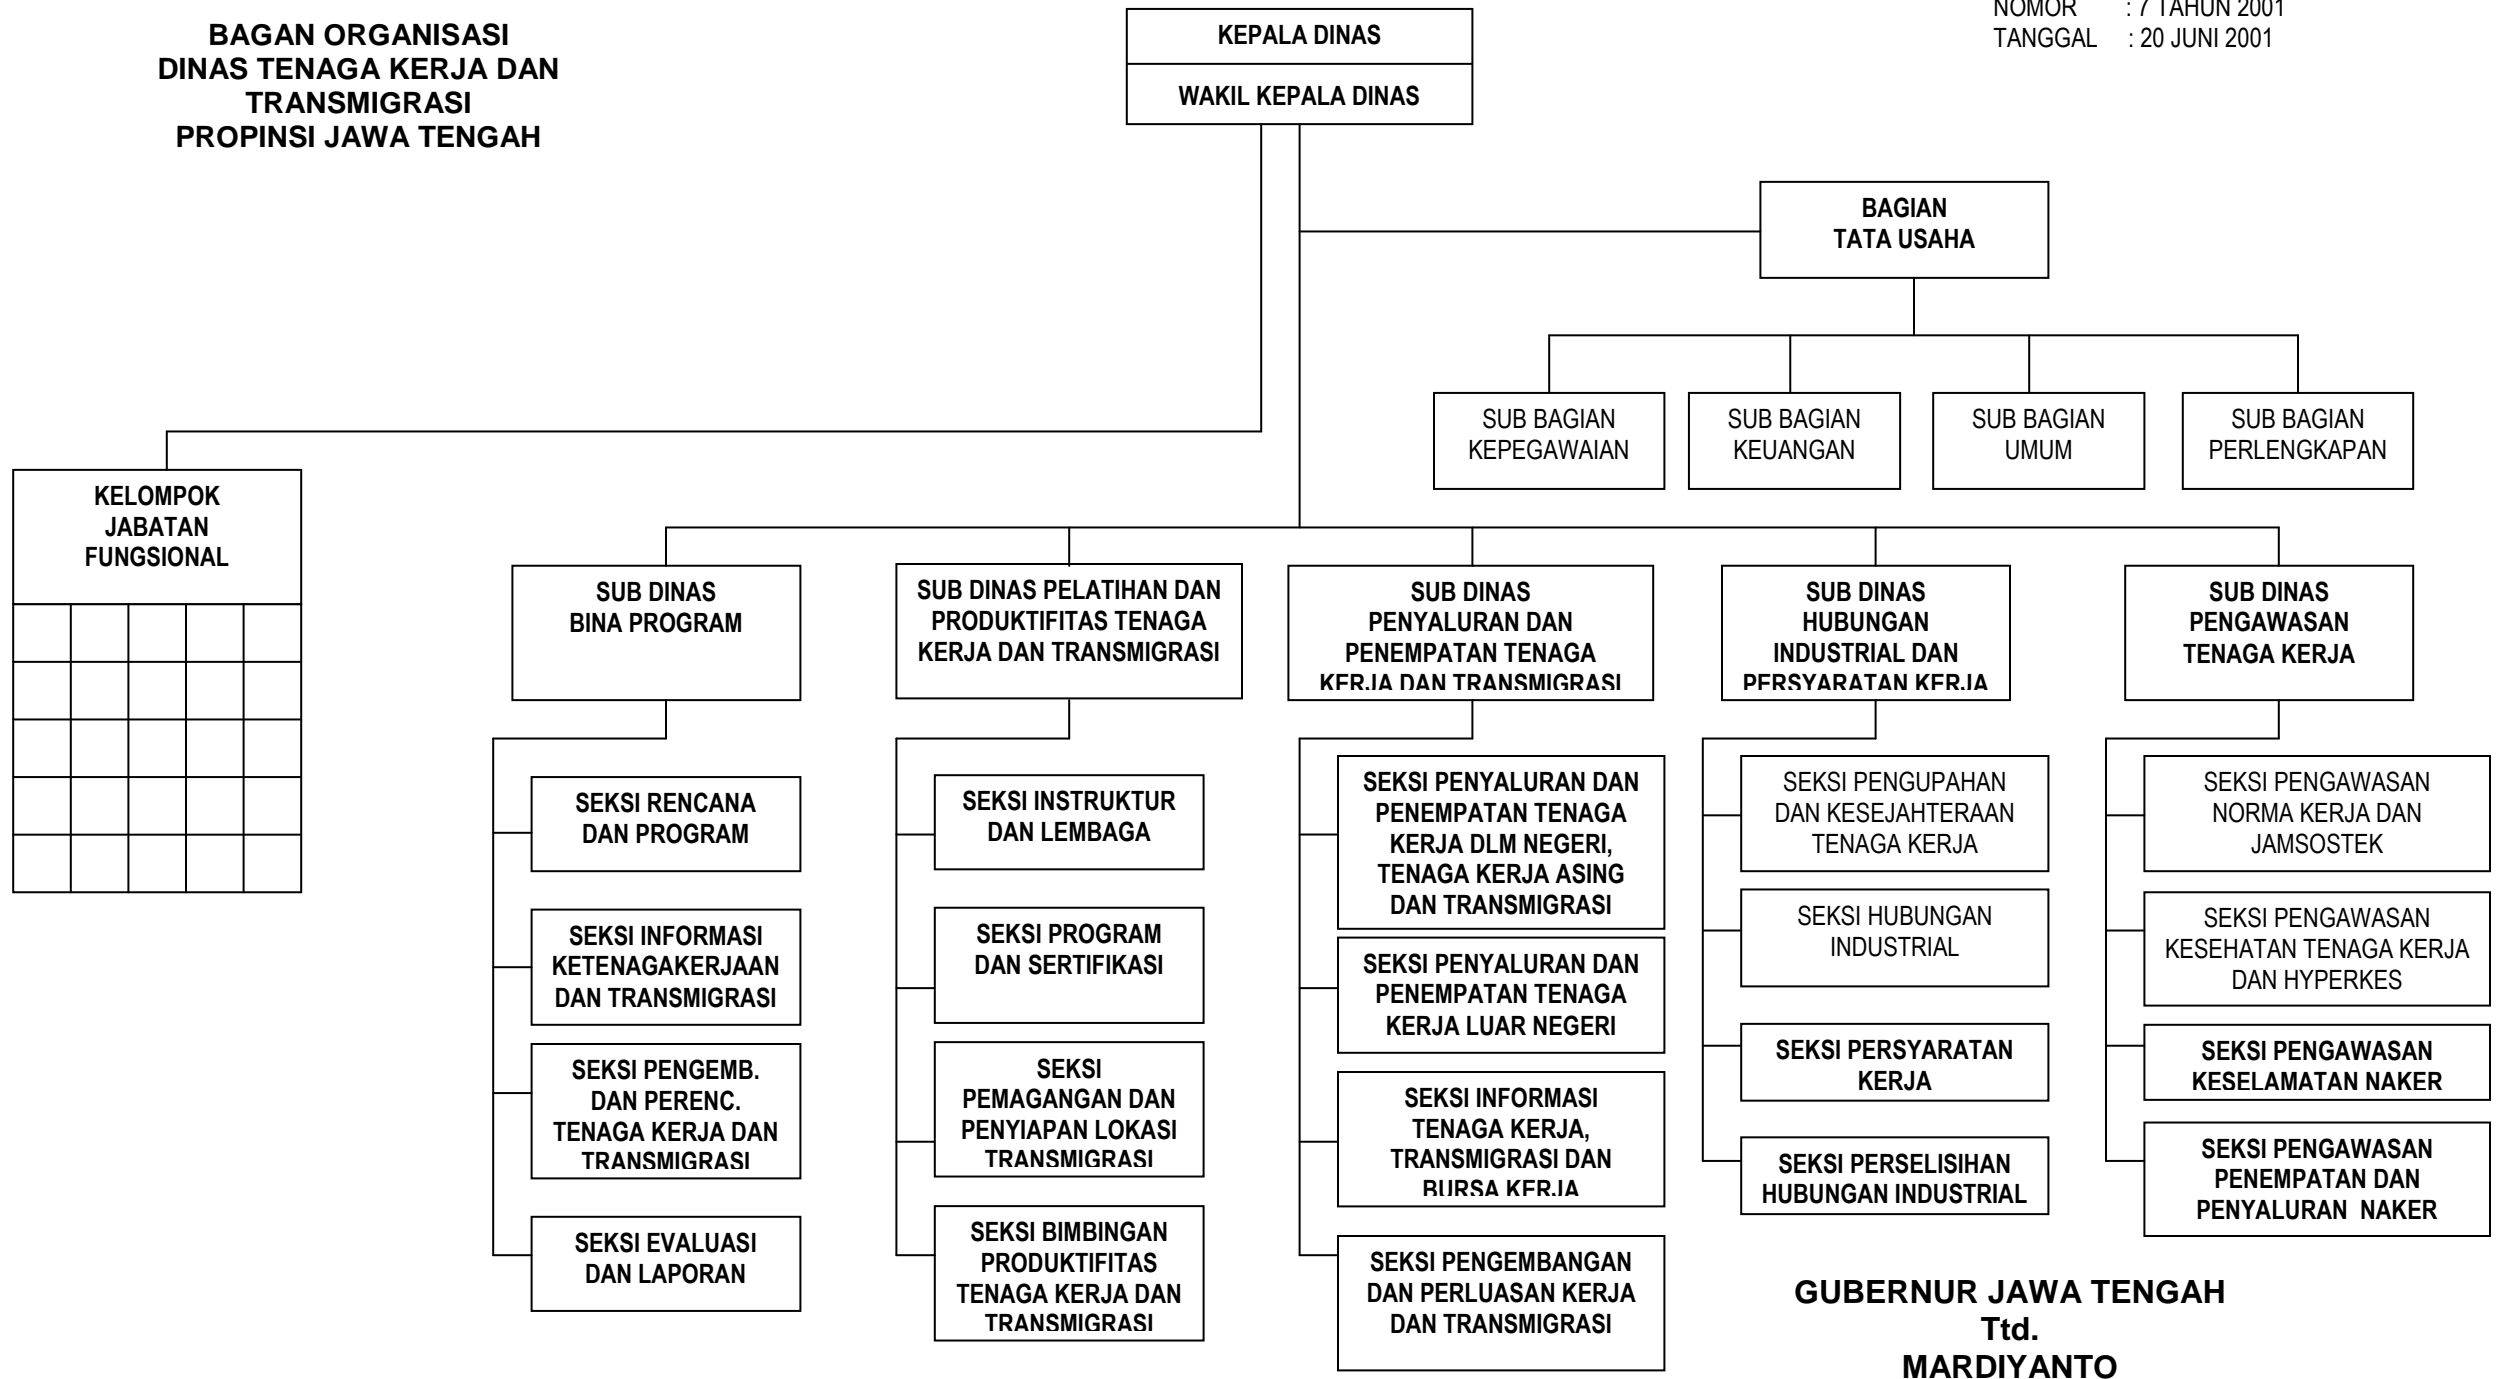 BAGAN ORGANISASI
DINAS TENAGA KERJA DAN
TRANSMIGRASI
PROPINSI JAWA TENGAH
KEPALA DINAS
WAKIL KEPALA DINAS
NOMOR : 7 TAHUN 2001
TANGGAL : 20 JUNI 2001
BAGIAN
TATA USAHA
SUB BAGIAN
KEPEGAWAIAN
SUB BAGIAN
KEUANGAN
SUB BAGIAN
UMUM
SUB BAGIAN
PERLENGKAPAN
KELOMPOK
JABATAN
FUNGSIONAL
SUB DINAS
BINA PROGRAM
SUB DINAS PELATIHAN DAN
PRODUKTIFITAS TENAGA
KERJA DAN TRANSMIGRASI
SUB DINAS
PENYALURAN DAN
PENEMPATAN TENAGA
KERJA DAN TRANSMIGRASI
SUB DINAS
HUBUNGAN
INDUSTRIAL DAN
PERSYARATAN KERJA
SUB DINAS
PENGAWASAN
TENAGA KERJA
SEKSI RENCANA
DAN PROGRAM
SEKSI INFORMASI
KETENAGAKERJAAN
DAN TRANSMIGRASI
SEKSI PENGEMB.
DAN PERENC.
TENAGA KERJA DAN
TRANSMIGRASI
SEKSI EVALUASI
DAN LAPORAN
SEKSI INSTRUKTUR
DAN LEMBAGA
SEKSI PROGRAM
DAN SERTIFIKASI
SEKSI
PEMAGANGAN DAN
PENYIAPAN LOKASI
TRANSMIGRASI
SEKSI BIMBINGAN
PRODUKTIFITAS
TENAGA KERJA DAN
TRANSMIGRASI
SEKSI PENYALURAN DAN
PENEMPATAN TENAGA
KERJA DLM NEGERI,
TENAGA KERJA ASING
DAN TRANSMIGRASI
SEKSI PENYALURAN DAN
PENEMPATAN TENAGA
KERJA LUAR NEGERI
SEKSI INFORMASI
TENAGA KERJA,
TRANSMIGRASI DAN
BURSA KERJA
SEKSI PENGEMBANGAN
DAN PERLUASAN KERJA
DAN TRANSMIGRASI
SEKSI PENGUPAHAN
DAN KESEJAHTERAAN
TENAGA KERJA
SEKSI HUBUNGAN
INDUSTRIAL
SEKSI PERSYARATAN
KERJA
SEKSI PERSELISIHAN
HUBUNGAN INDUSTRIAL
SEKSI PENGAWASAN
NORMA KERJA DAN
JAMSOSTEK
SEKSI PENGAWASAN
KESEHATAN TENAGA KERJA
DAN HYPERKES
SEKSI PENGAWASAN
KESELAMATAN NAKER
SEKSI PENGAWASAN
PENEMPATAN DAN
PENYALURAN NAKER
GUBERNUR JAWA TENGAH
Ttd.
MARDIYANTO